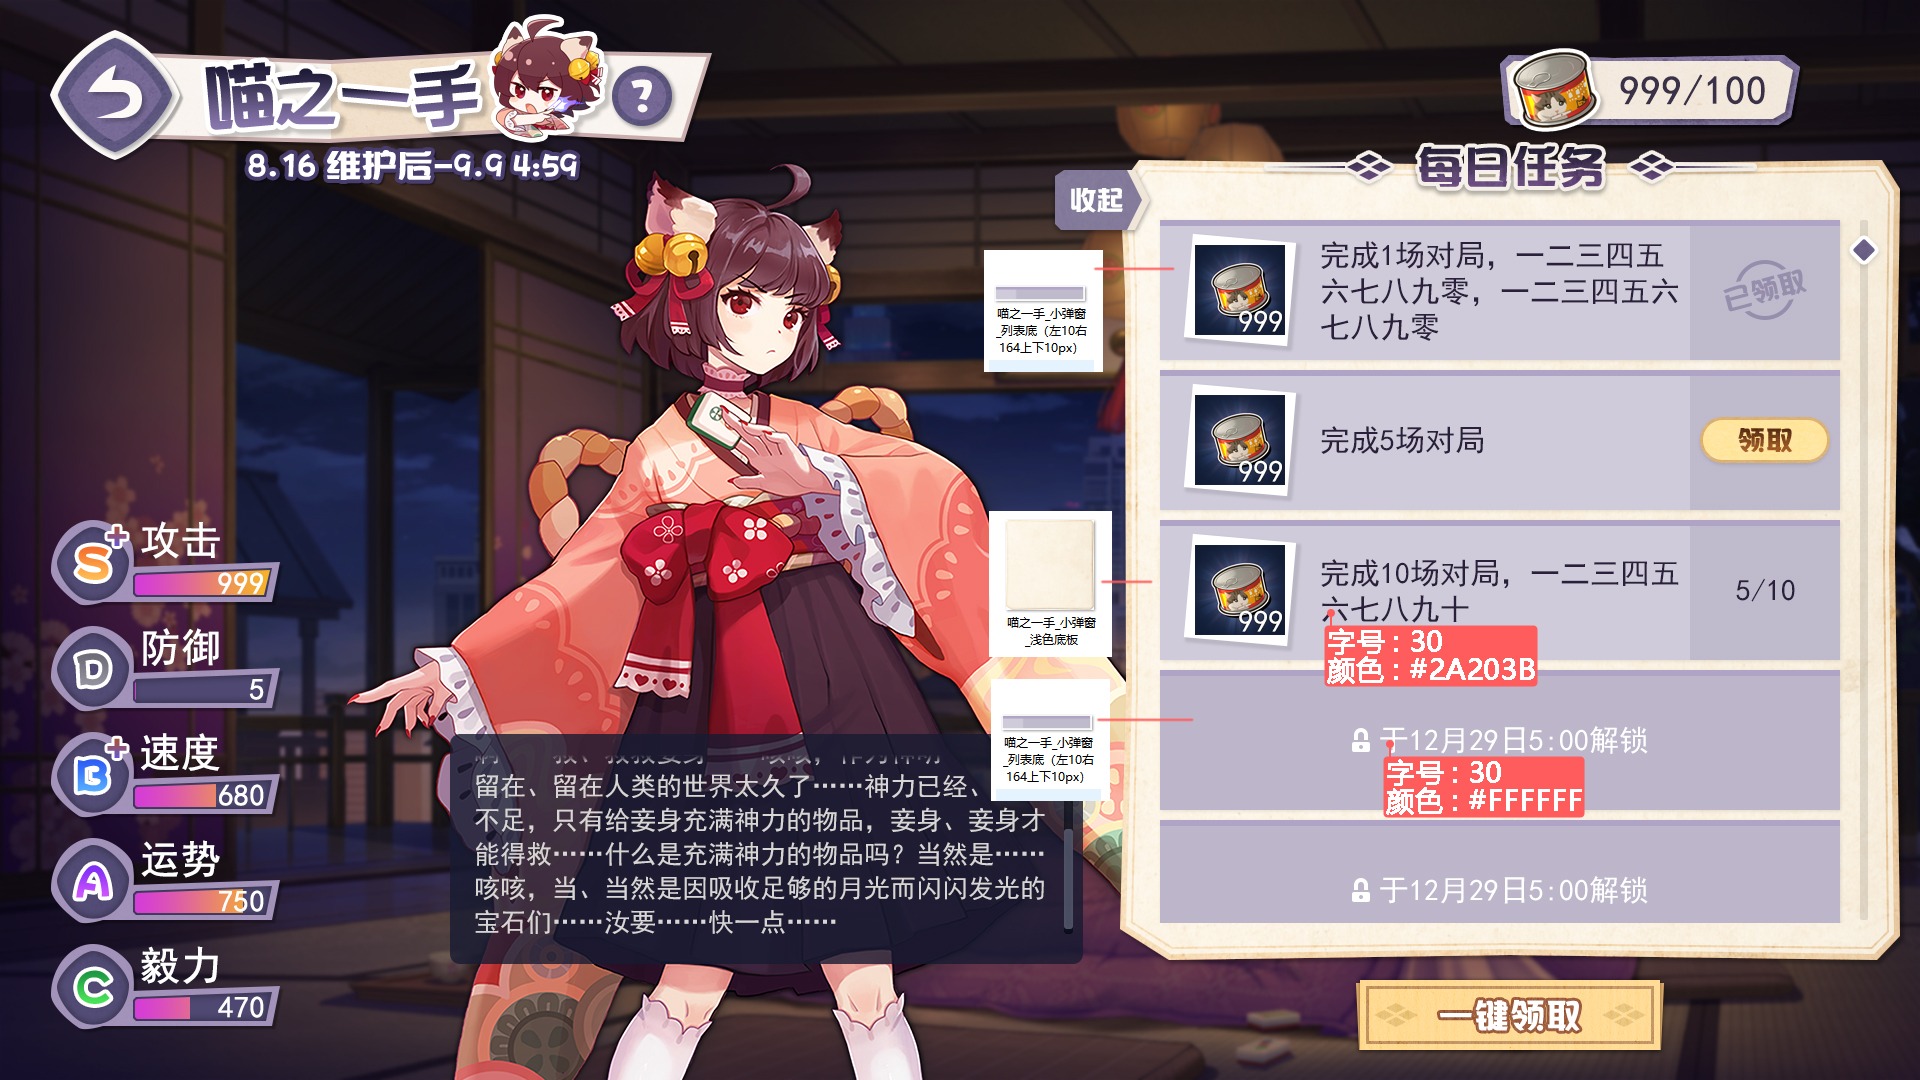 喵之一手
?
8.16 维护后-9.9 4:59
999/100
每日任务
收起
完成1场对局，一二三四五
六七八九零，一二三四五六
七八九零
999
已领取
喵之一手_小弹窗
_列表底（左10右
164上下10px）
完成5场对局
999
领取
完成10场对局，一二三四五
六七八九十
999
5/10
字号：30
颜色：#2A203B
喵之一手_小弹窗
_浅色底板
于12月29日5:00解锁
字号：30
颜色：#FFFFFF
喵之一手_小弹窗
_列表底（左10右
164上下10px）
于12月29日5:00解锁
一键领取
S+ 攻击
999
D 防御
5
B+ 速度
680
A 运势
750
C 毅力
470
留在、留在人类的世界太久了……神力已经、
不足，只有给妾身充满神力的物品，妾身、妾身才
能得救……什么是充满神力的物品吗？当然是……
咳咳，当、当然是因吸收足够的月光而闪闪发光的
宝石们……汝要……快一点……